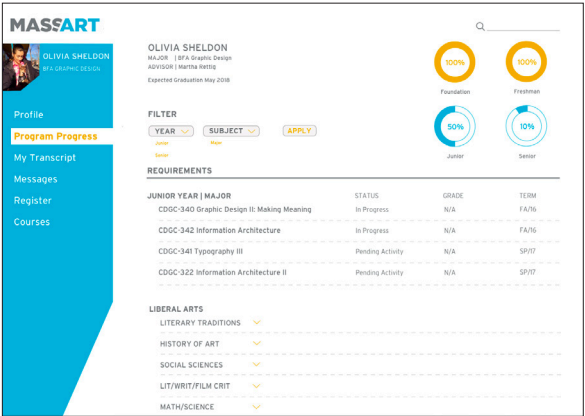 MASSART
OLIVIA SHELDON
BFA GRAPHIC DESIGN
Profile
Program Progress
My Transcript
Messages
Register
Courses
OLIVIA SHELDON
MAJOR | BFA Graphic Design
ADVISOR | Martha Rettig
Expected Graduation May 2018
100% 100%
Foundation Freshman
50% 10%
Junior Senior
FILTER
YEAR SUBJECT APPLY
Junior Major
Senior
REQUIREMENTS
JUNIOR YEAR | MAJOR STATUS GRADE TERM
CDGC-340 Graphic Design II: Making Meaning In Progress N/A FA/16
CDGC-342 Information Architecture In Progress N/A FA/16
CDGC-341 Typography III Pending Activity N/A SP/17
CDGC-322 Information Architecture II Pending Activity N/A SP/17
LIBERAL ARTS
LITERARY TRADITIONS
HISTORY OF ART
SOCIAL SCIENCES
LIT/WRIT/FILM CRIT
MATH/SCIENCE